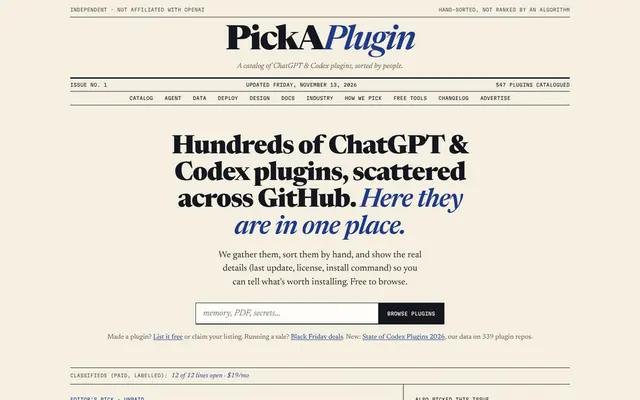 INDEPENDENT · NOT AFFILIATED WITH OPENAI
HAND-SORTED, NOT RANKED BY AN ALGORITHM
PickAPlugin
A catalog of ChatGPT & Codex plugins, sorted by people.
ISSUE NO. 1
UPDATED FRIDAY, NOVEMBER 13, 2026
547 PLUGINS CATALOGUED
CATALOG AGENT DATA DEPLOY DESIGN DOCS INDUSTRY HOW WE PICK FREE TOOLS CHANGELOG ADVERTISE
Hundreds of ChatGPT &
Codex plugins, scattered
across GitHub. Here they
are in one place.
We gather them, sort them by hand, and show the real
details (last update, license, install command) so you
can tell what's worth installing. Free to browse.
memory, PDF, secrets...
BROWSE PLUGINS
Made a plugin? List it free or claim your listing. Running a sale? Black Friday deals. New: State of Codex Plugins 2026, our data on 339 plugin repos.
CLASSIFIEDS (PAID, LABELLED): 12 of 12 lines open · $19/mo
EDITOR'S PICK · UNPAID
ALSO PICKED THIS ISSUE